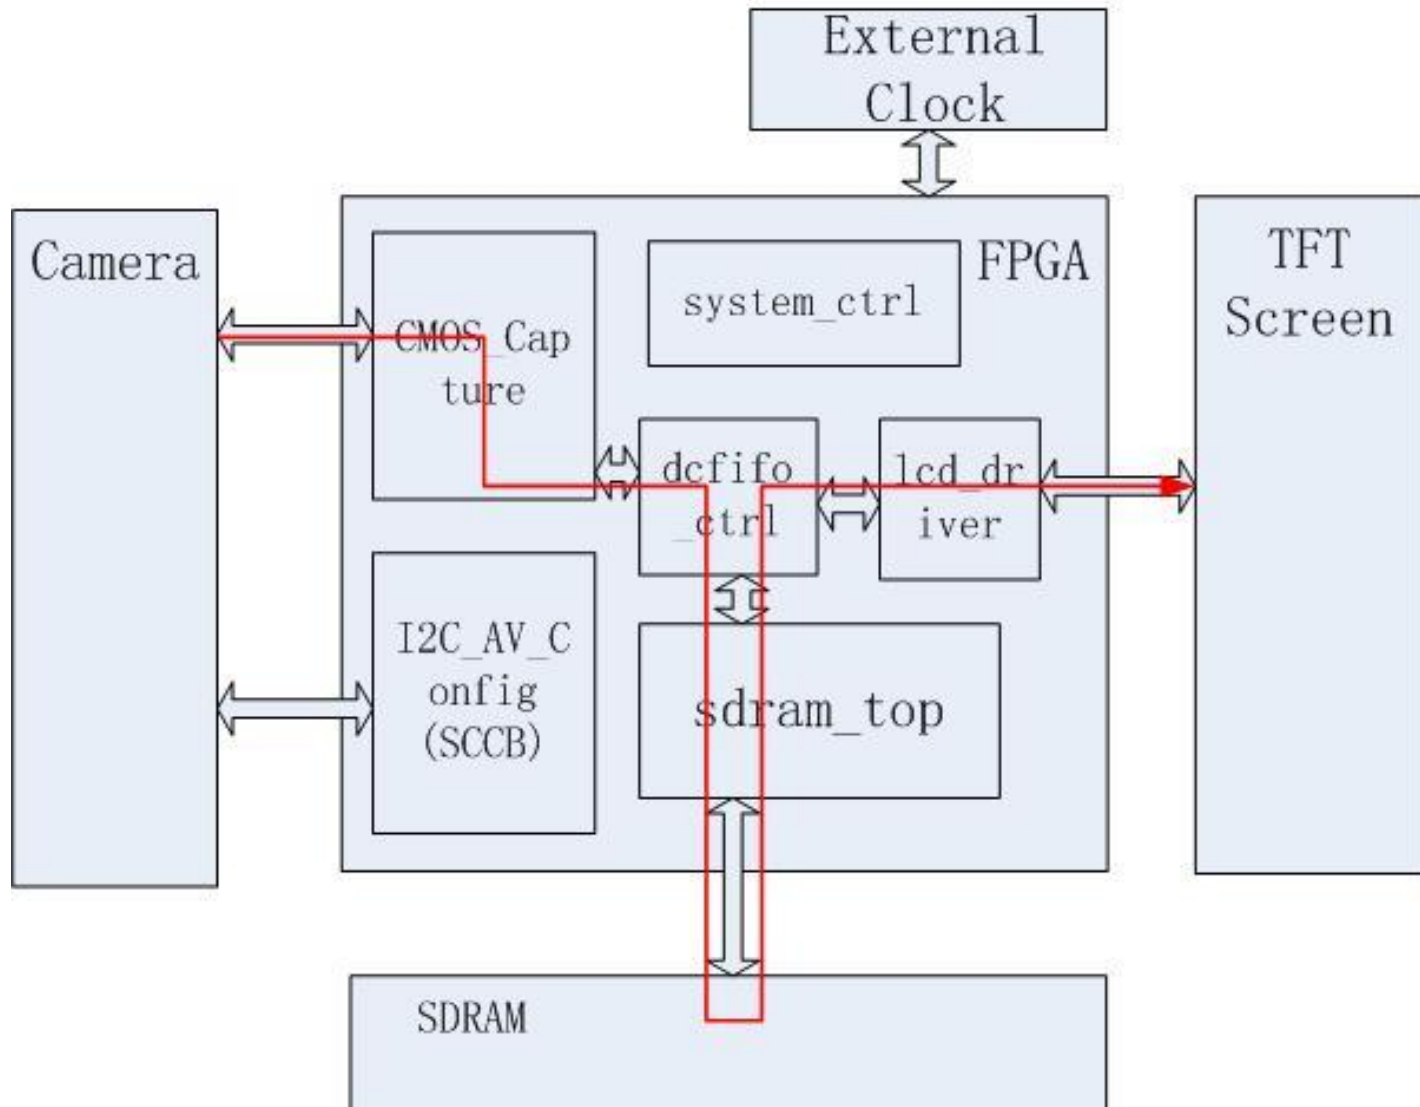 External
Clock
Camera
FPGA
TFT
Screen
system_ctrl
CMOS_Cap
ture
dcfifo
_ctrl
lcd_dr
iver
I2C_AV_C
onfig
(SCCB)
sdram_top
SDRAM